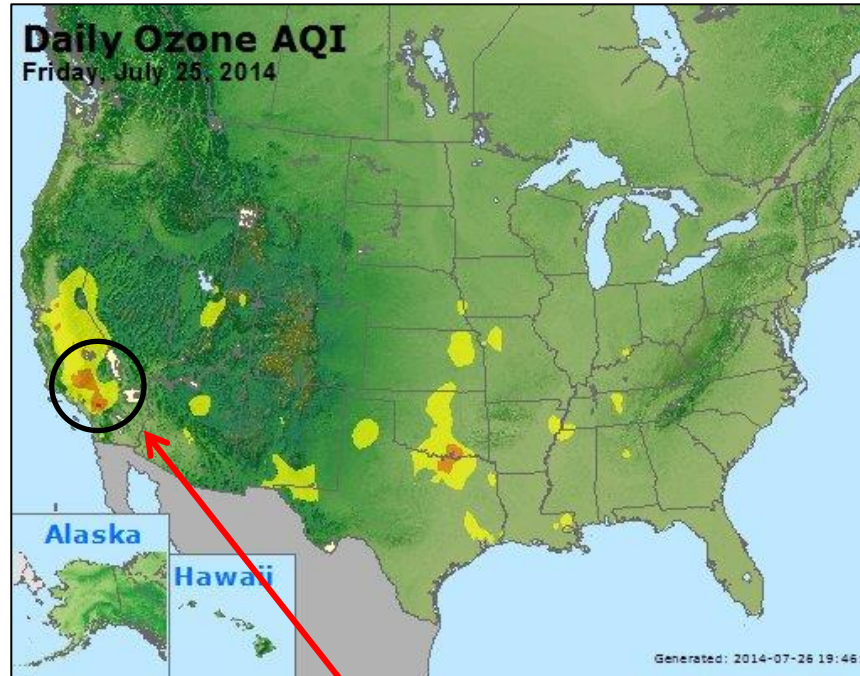 Daily Ozone AQI
Friday, July 25, 2014
Alaska
Hawaii
Generated: 2014-07-26 19:46: